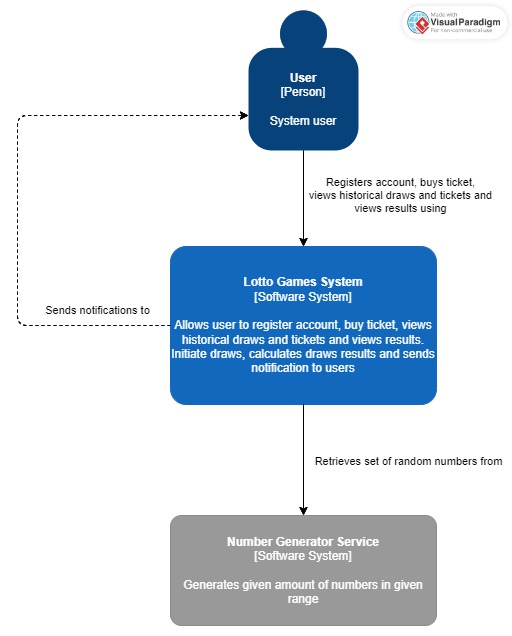 Made with
VisualParadigm
For non-commercial use
User
[Person]
System user
Registers account, buys ticket,
views historical draws and tickets and
views results using
Lotto Games System
[Software System]
Sends notifications to
Allows user to register account, buy ticket, views
historical draws and tickets and views results.
Initiate draws, calculates draws results and sends
notification to users
Retrieves set of random numbers from
Number Generator Service
[Software System]
Generates given amount of numbers in given
range